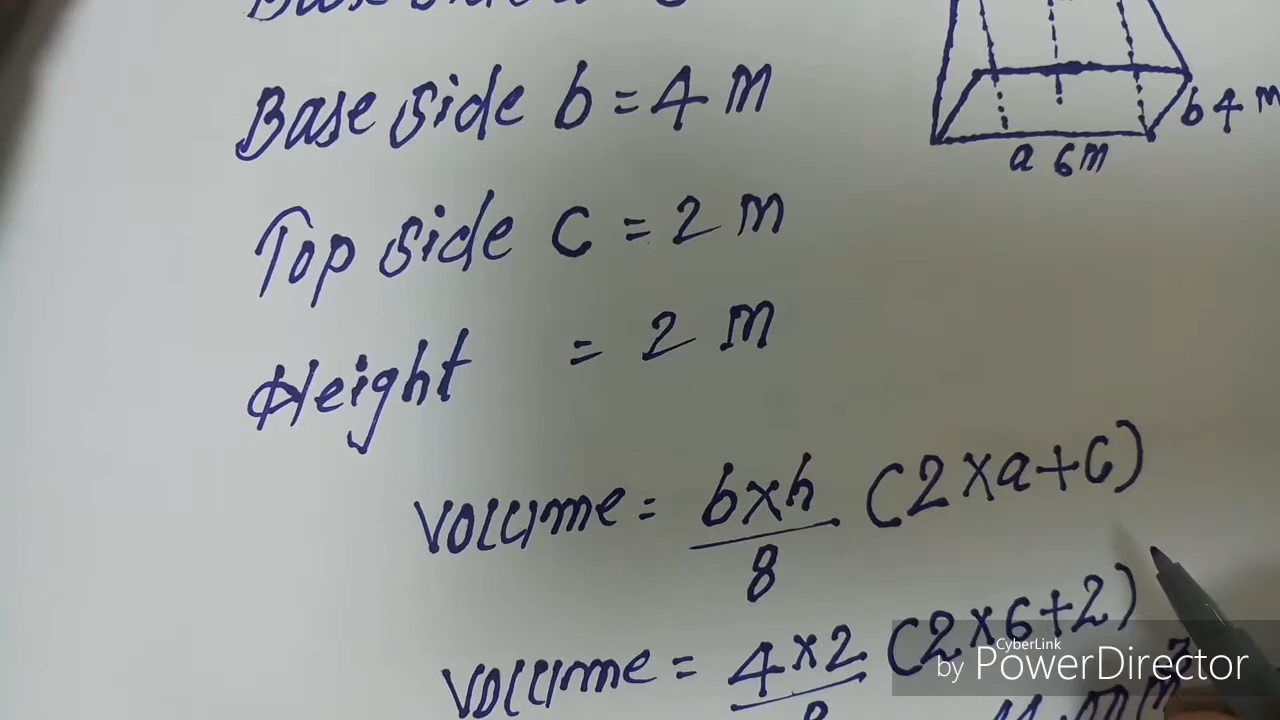 Base side b = 4 m
b 4 m
a 6m
Top side C = 2 m
Height = 2 m
Volume = b×h (2×a+C)
8
Volume = 4×2 (2×6+2)
CyberLink
by PowerDirector